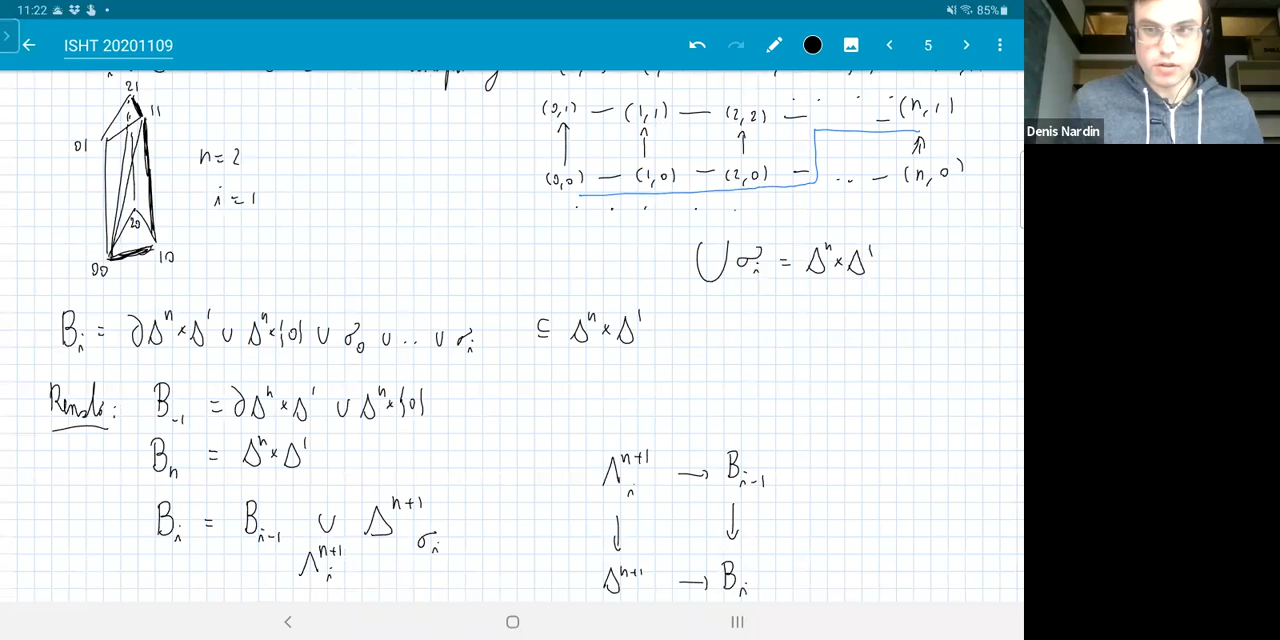 11:22 85%
ISHT 20201109 5
21
11
01
n=2
i=1
20
00
10
(0,1) — (1,1) — (2,2) — . . . — (n,1)
(0,0) — (1,0) — (2,0) — .. — (n,0)
⋃σᵢ = Δⁿ×Δ¹
Bᵢ = ∂Δⁿ×Δ¹ ∪ Δⁿ×{0} ∪ σ₀ ∪ .. ∪ σᵢ ⊆ Δⁿ×Δ¹
B₋₁ = ∂Δⁿ×Δ¹ ∪ Δⁿ×{0}
Bₙ = Δⁿ×Δ¹
Λᵢⁿ⁺¹ → Bᵢ₋₁
Bᵢ = Bᵢ₋₁ ∪ Δⁿ⁺¹ σᵢ
Λᵢⁿ⁺¹
↓ ↓
Δⁿ⁺¹ → Bᵢ
Denis Nardin